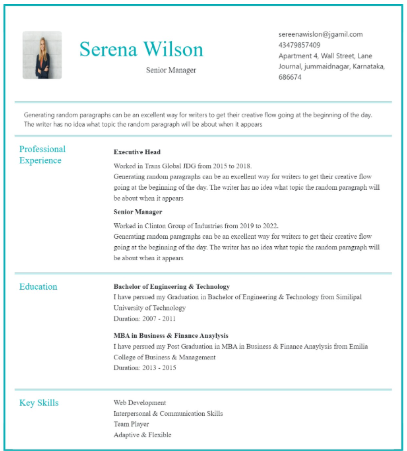 Serena Wilson
Senior Manager
sereenawislon@jgamil.com
43479857409
Apartment 4, Wall Street, Lane
Journal, jummaidnagar, Karnataka,
686674
Generating random paragraphs can be an excellent way for writers to get their creative flow going at the beginning of the day.
The writer has no idea what topic the random paragraph will be about when it appears
Professional
Experience
Executive Head
Worked in Texas Global JDG from 2015 to 2018.
Generating random paragraphs can be an excellent way for writers to get their creative flow
going at the beginning of the day. The writer has no idea what topic the random paragraph will
be about when it appears
Senior Manager
Worked in Clinton Group of Industries from 2019 to 2022.
Generating random paragraphs can be an excellent way for writers to get their creative flow
going at the beginning of the day. The writer has no idea what topic the random paragraph will
be about when it appears
Education
Bachelor of Engineering & Technology
I have persued my Graduation in Bachelor of Engineering & Technology from Similipal
University of Technology
Duration: 2007 - 2011
MBA in Business & Finance Anaylysis
I have persued my Post Graduation in MBA in Business & Finance Anaylysis from Emilia
College of Business & Management
Duration: 2013 - 2015
Key Skills
Web Development
Interpersonal & Communication Skills
Team Player
Adaptive & Flexible